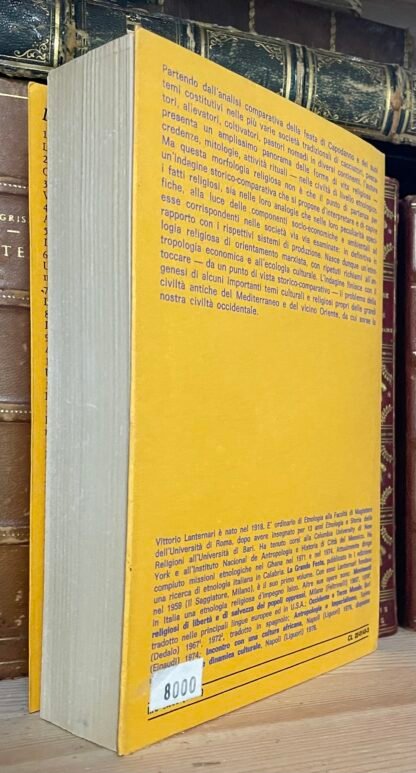 Partendo dall'analisi comparativa della festa di Capodanno e dei suoi
temi costitutivi nelle più varie società tradizionali di cacciatori, pesca-
tori, allevatori, coltivatori, pastori nomadi in diversi continenti, l'autore
presenta un amplissimo panorama delle forme di vita religiosa —
credenze, mitologie, attività rituali — nelle civiltà di livello etnologico.
Ma questa morfologia religiosa non è che il punto di partenza per
un'indagine storico-comparativa che si propone d'interpretare e di capire
i fatti religiosi, sia nelle loro analogie che nelle loro peculiarità speci-
fiche, alla luce delle componenti socio-economiche e ambientali ad
esse corrispondenti nelle società via via esaminate: in definitiva in
rapporto con i rispettivi sistemi di produzione. Nasce dunque un'etno-
logia religiosa di orientamento marxista, con ripetuti richiami all'an-
tropologia economica e all'ecologia culturale. L'indagine finisce con il
toccare — da un punto di vista storico-comparativo — il problema della
genesi di alcuni importanti temi culturali e religiosi propri delle grandi
civiltà antiche del Mediterraneo e del vicino Oriente, da cui sorse la
nostra civiltà occidentale.
Vittorio Lanternari è nato nel 1918. E' ordinario di Etnologia alla Facoltà di Magistero
dell'Università di Roma, dopo avere insegnato per 13 anni Etnologia e Storia delle
Religioni all'Università di Bari. Ha tenuto corsi alla Columbia University di New
York e all'Instituto Nacional de Antropologia e Historia di Città del Messico. Ha
compiuto missioni etnologiche nel Ghana nel 1971 e nel 1974. Attualmente dirige
una ricerca di etnologia italiana in Calabria. La Grande Festa, pubblicata in I edizione
nel 1959 (Il Saggiatore, Milano), è il suo primo volume. Con essi Lanternari fondava
in Italia una etnologia religiosa d'impegno laico. Altre sue opere sono: Movimenti
religiosi di libertà e di salvezza dei popoli oppressi, Milano (Feltrinelli) 1960,
tradotto nelle principali lingue europee ed in U.S.A.; Occidente e Terzo Mondo, Bari
(Dedalo) 1967, 1972, tradotto in spagnolo; Antropologia e Imperialismo, Torino
(Einaudi) 1974; Incontro con una cultura africana, Napoli (Liguori) 1976,
dinamica culturale, Napoli (Liguori) 1976.
8000
GRIS
TE